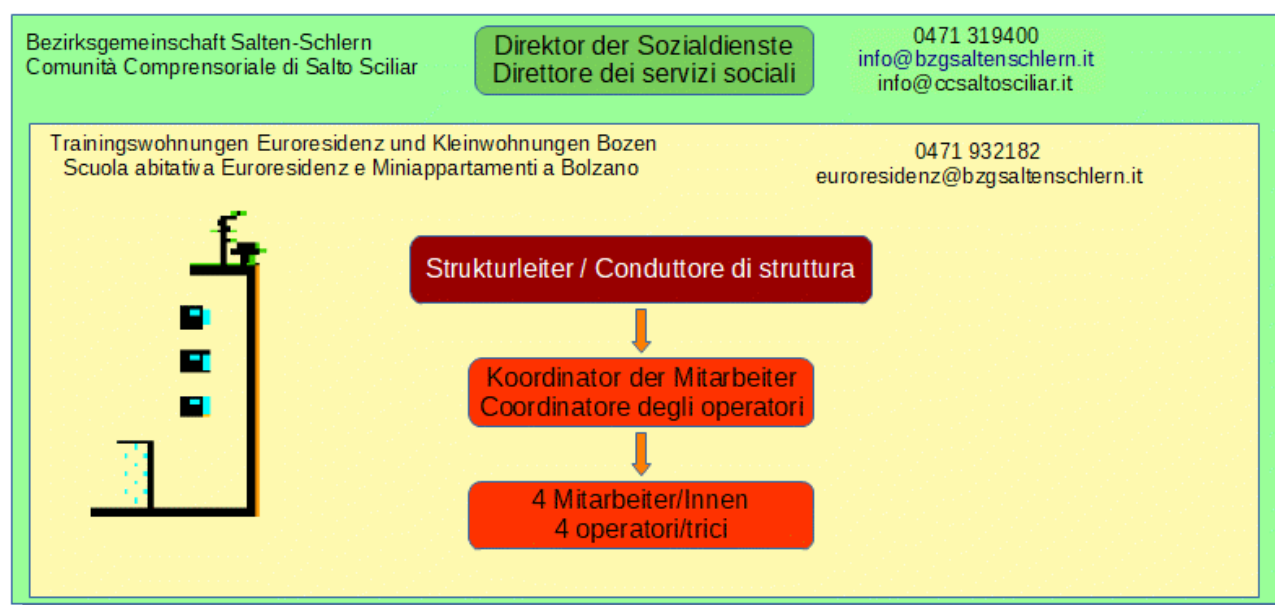 Bezirksgemeinschaft Salten-Schlern
Comunità Comprensoriale di Salto Sciliar
Direktor der Sozialdienste
Direttore dei servizi sociali
0471 319400
info@bzgsaltenschlern.it
info@ccsaltosciliar.it
Trainingswohnungen Euroresidenz und Kleinwohnungen Bozen
Scuola abitativa Euroresidenz e Miniappartamenti a Bolzano
0471 932182
euroresidenz@bzgsaltenschlern.it
Strukturleiter / Conduttore di struttura
Koordinator der Mitarbeiter
Coordinatore degli operatori
4 Mitarbeiter/Innen
4 operatori/trici